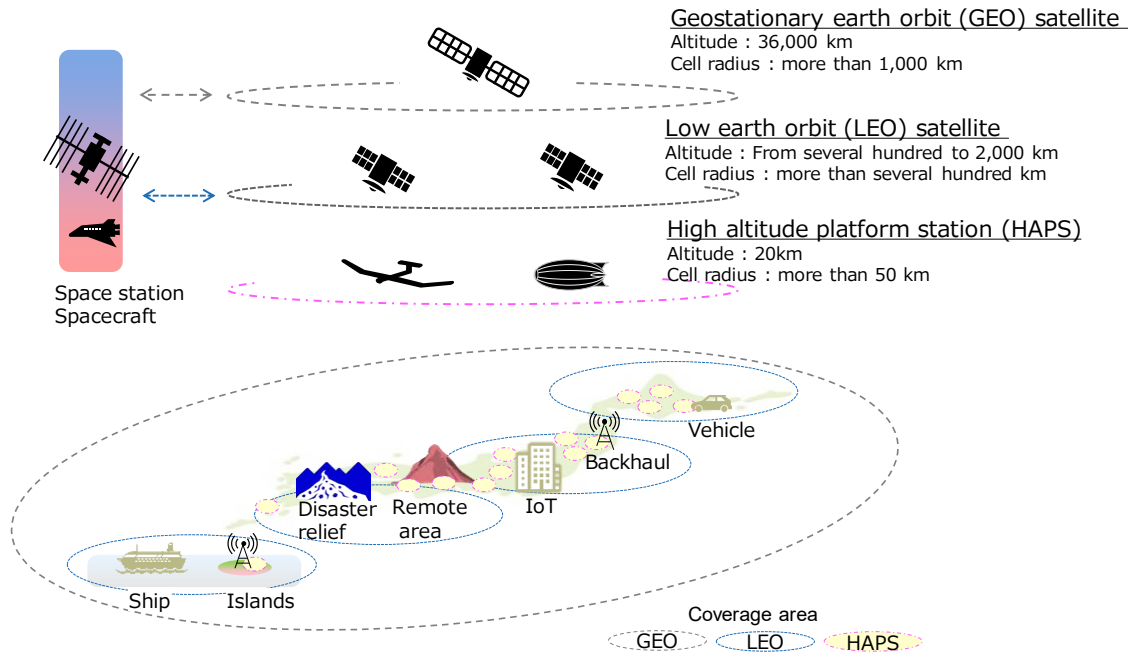 Geostationary earth orbit (GEO) satellite
Altitude : 36,000 km
Cell radius : more than 1,000 km
Low earth orbit (LEO) satellite
Altitude : From several hundred to 2,000 km
Cell radius : more than several hundred km
High altitude platform station (HAPS)
Altitude : 20km
Cell radius : more than 50 km
Space station
Spacecraft
Vehicle
Backhaul
Disaster
relief
Remote
area
IoT
Ship
Islands
Coverage area
GEO
LEO
HAPS